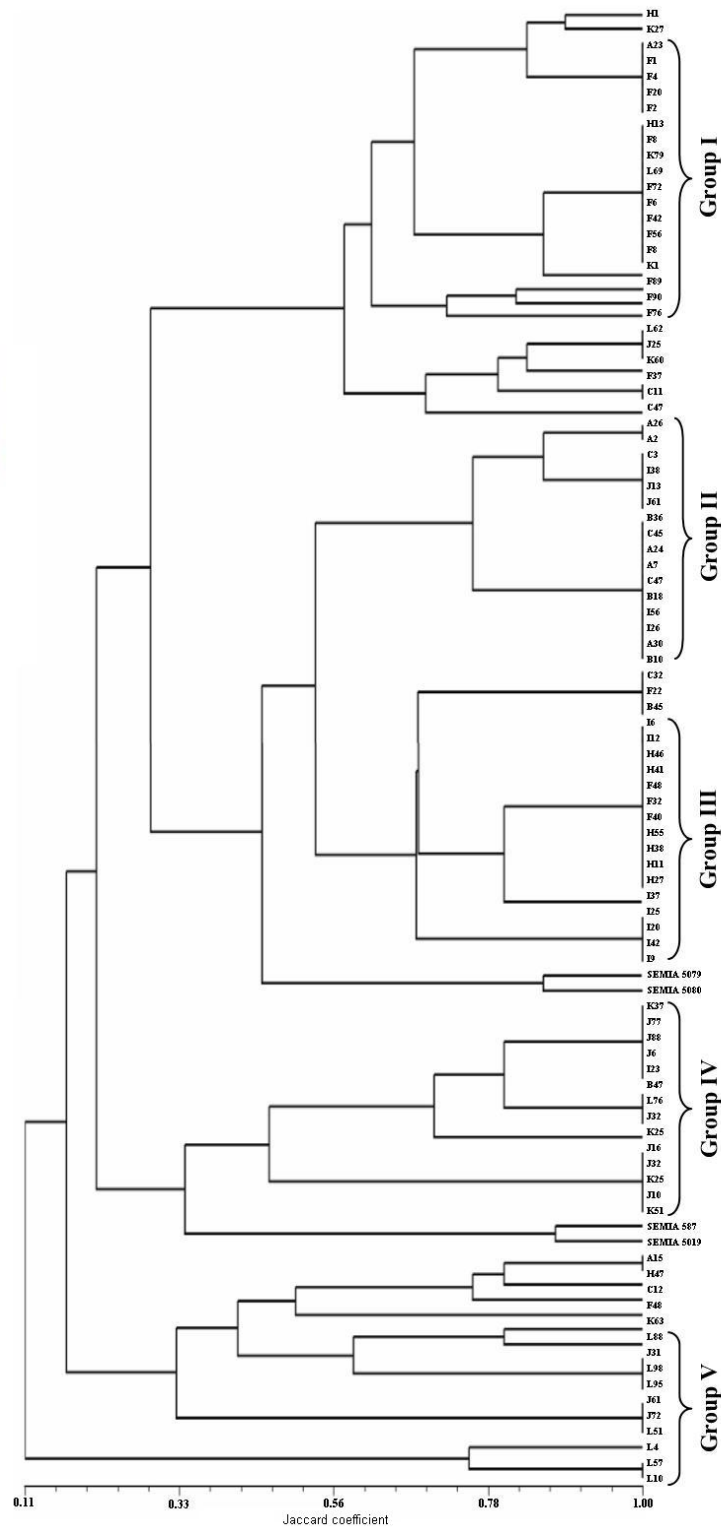 H1
K27
A23
F1
F4
F20
F2
H13
F8
K79
L69
F72
F6
F42
F56
F8
K1
F89
F90
F76
Group I
L62
J25
K60
F37
C11
C47
A26
A2
C3
I38
J13
J61
B36
C45
A24
A7
C47
B18
I56
I26
A30
B10
Group II
C32
F22
B45
I6
I12
H46
H41
F48
F32
F40
H55
H38
H11
H27
I37
I25
I20
I42
I9
Group III
SEMIA 5079
SEMIA 5080
K37
J77
J88
J6
I23
B47
L76
J32
K25
J16
J32
K25
J10
K51
Group IV
SEMIA 587
SEMIA 5019
A15
H47
C12
F48
K63
L88
J31
L98
L95
J61
J72
L51
L4
L57
L10
Group V
0.11 0.33 0.56 0.78 1.00
Jaccard coefficient